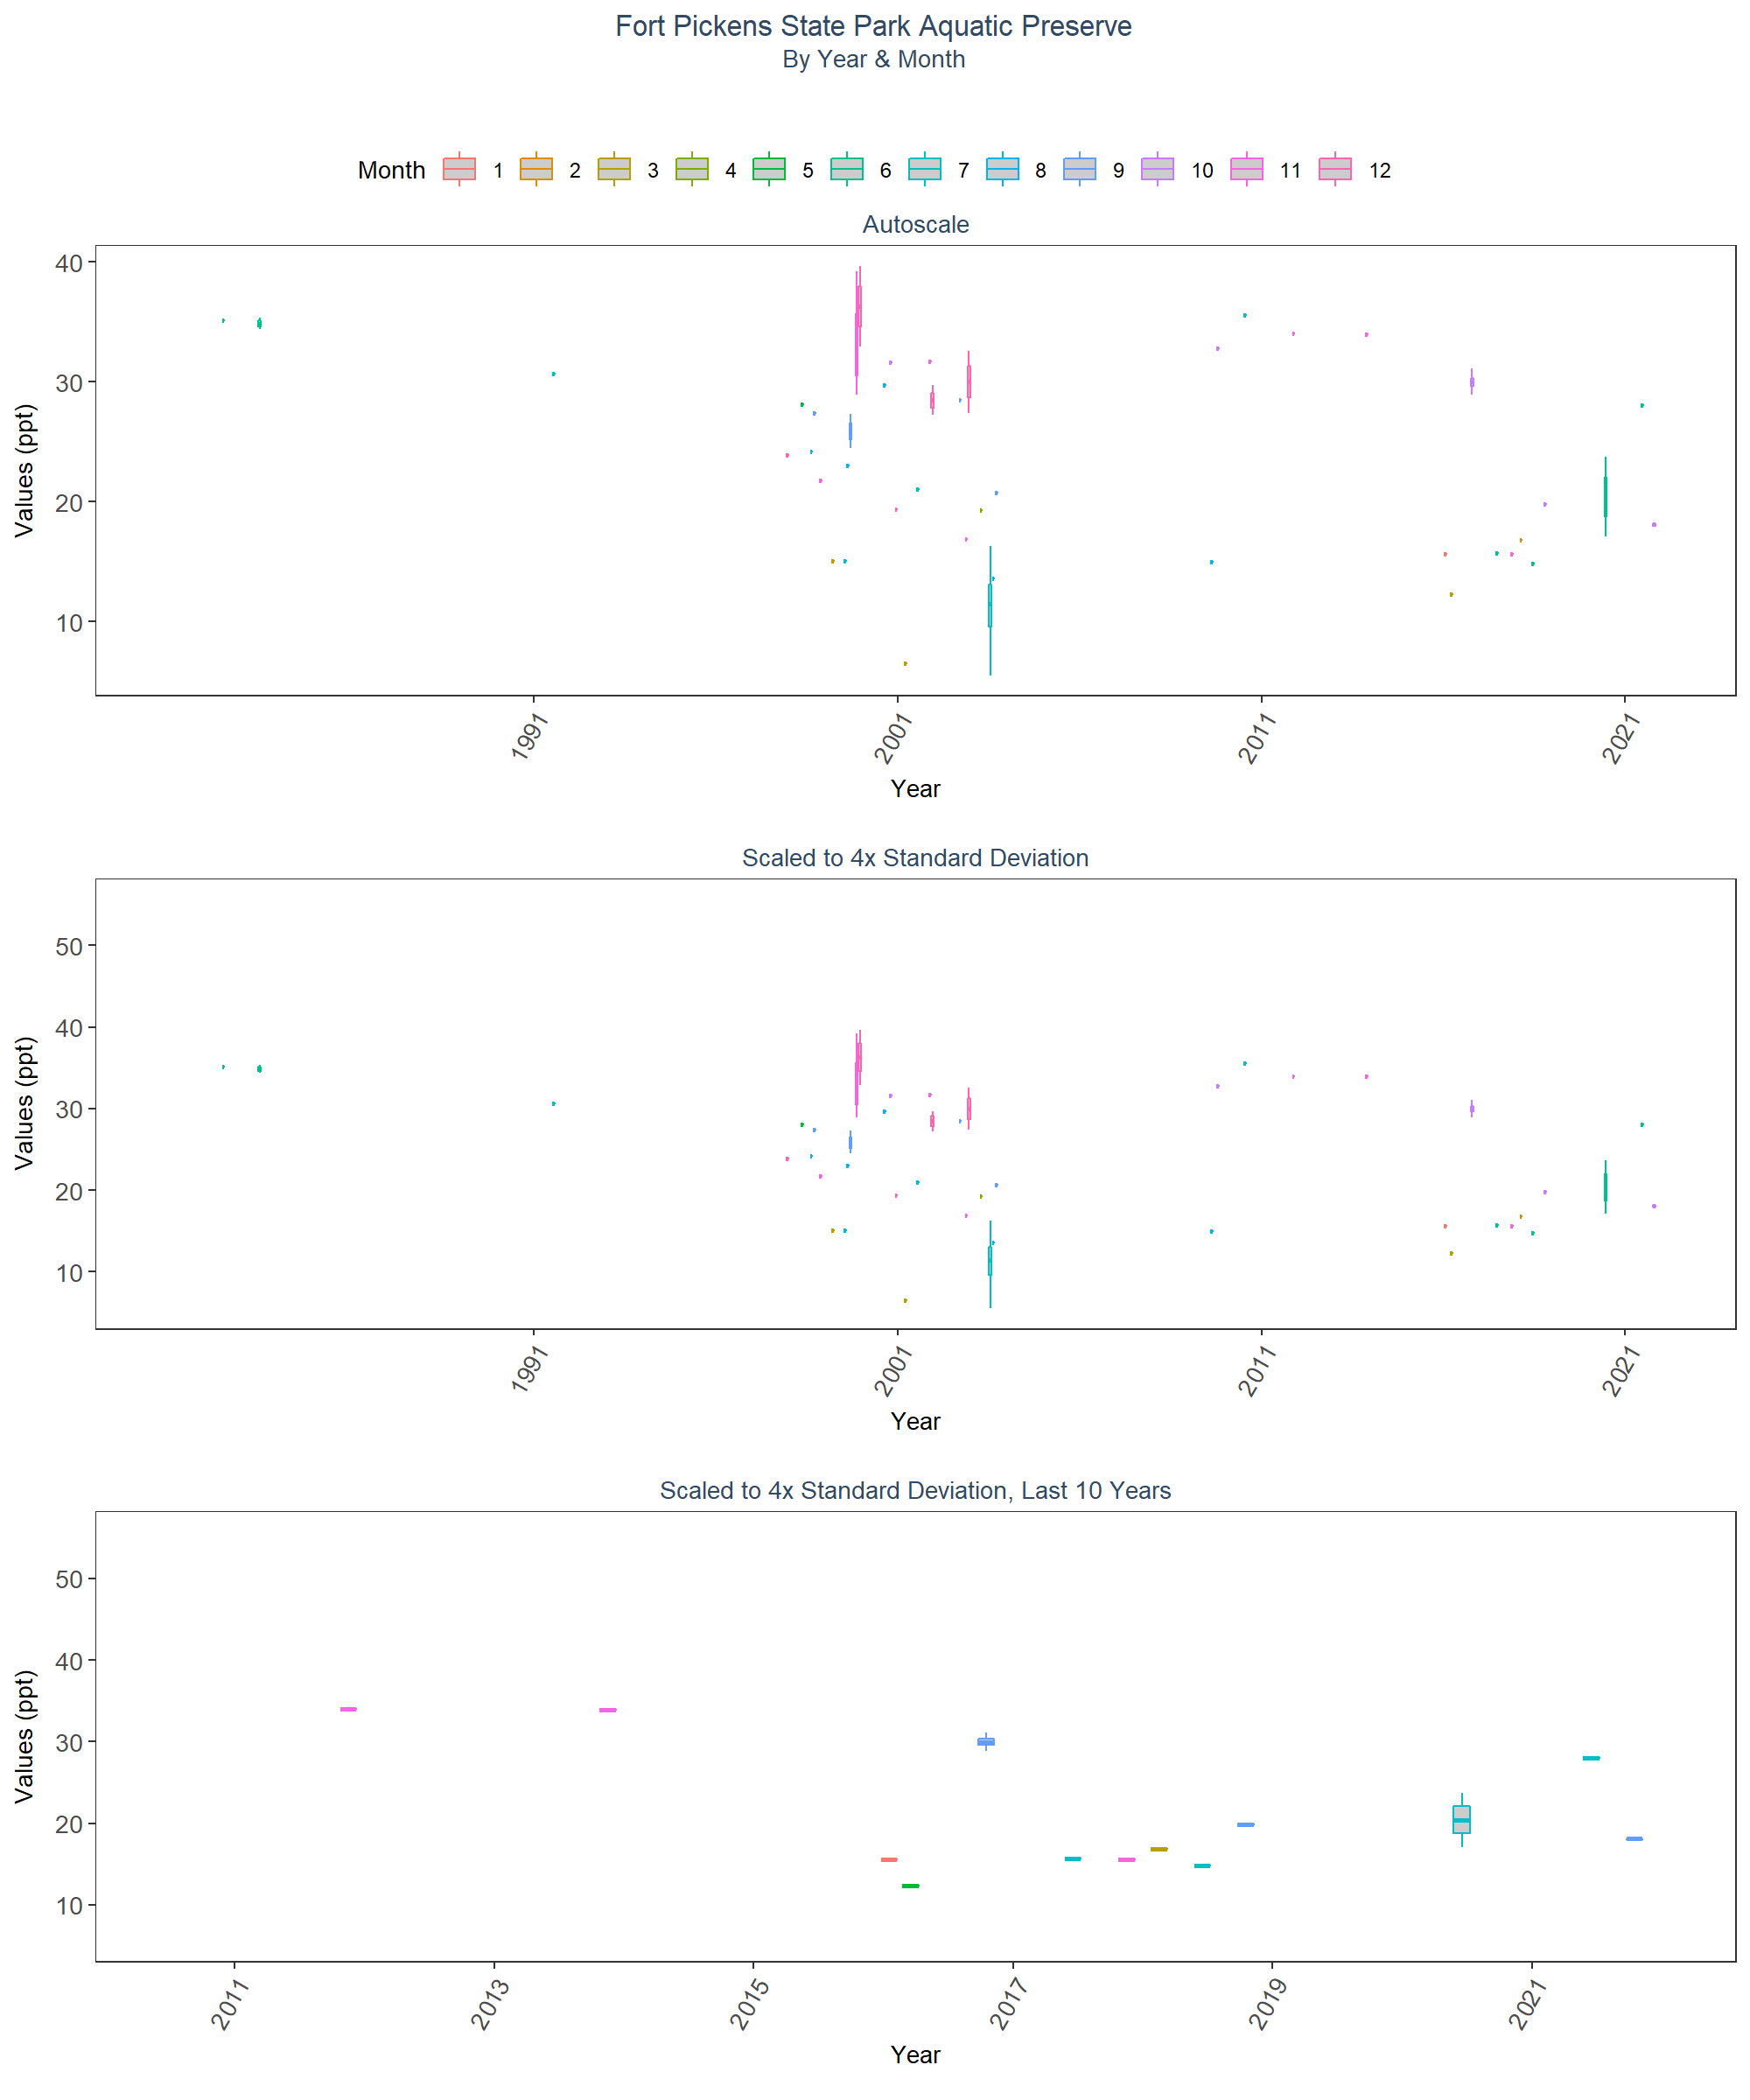 Fort Pickens State Park Aquatic Preserve
By Year & Month
Month 1 2 3 4 5 6 7 8 9 10 11 12
Autoscale
Values (ppt)
40
30
20
10
1991 2001 2011 2021
Year
Scaled to 4x Standard Deviation
Values (ppt)
50
40
30
20
10
1991 2001 2011 2021
Year
Scaled to 4x Standard Deviation, Last 10 Years
Values (ppt)
50
40
30
20
10
2011 2013 2015 2017 2019 2021
Year